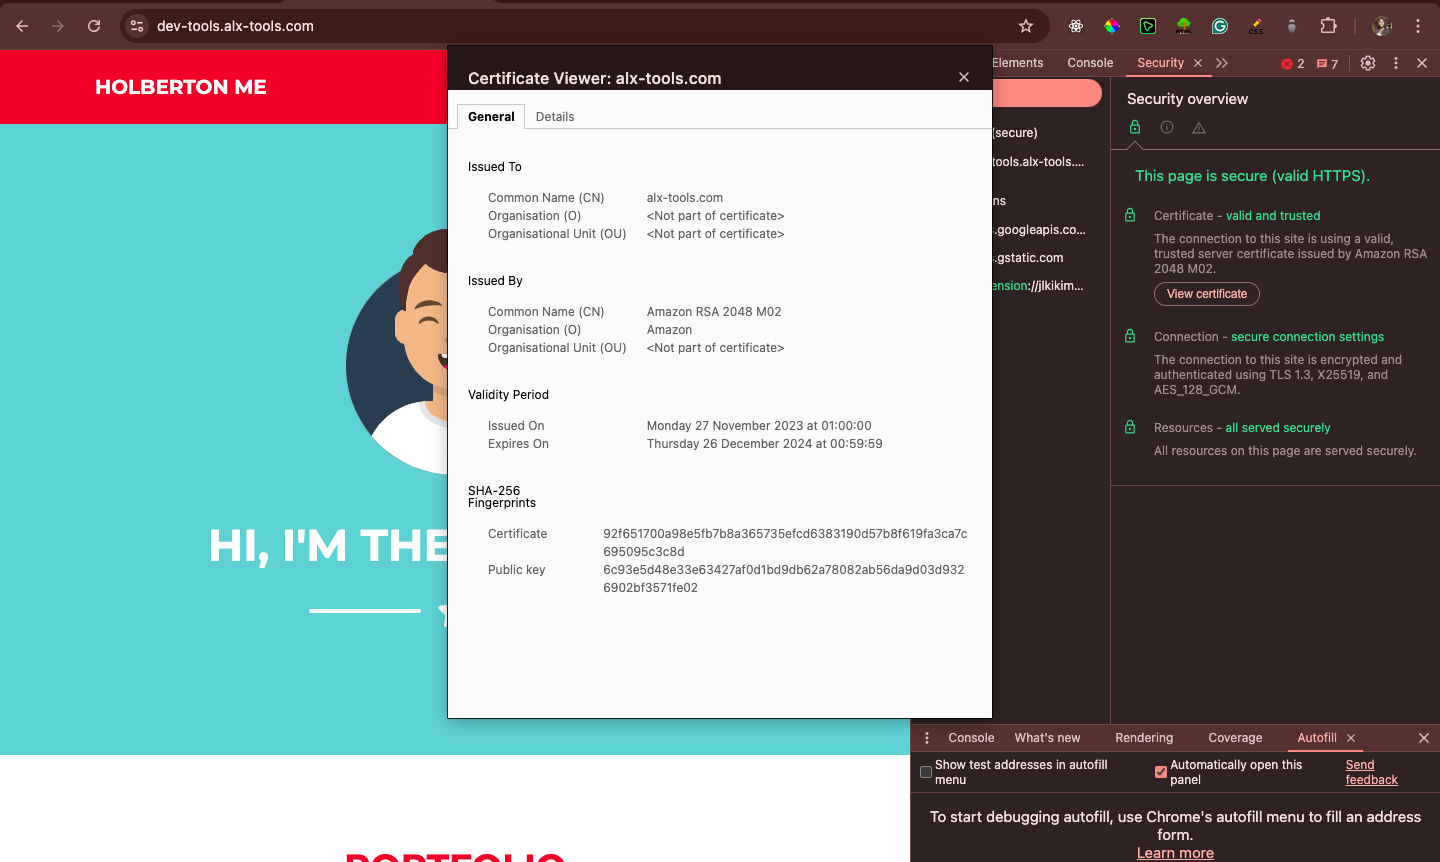 dev-tools.alx-tools.com
HOLBERTON ME
HI, I'M THE
Certificate Viewer: alx-tools.com
General
Details
Issued To
Common Name (CN) alx-tools.com
Organisation (O) <Not part of certificate>
Organisational Unit (OU) <Not part of certificate>
Issued By
Common Name (CN) Amazon RSA 2048 M02
Organisation (O) Amazon
Organisational Unit (OU) <Not part of certificate>
Validity Period
Issued On Monday 27 November 2023 at 01:00:00
Expires On Thursday 26 December 2024 at 00:59:59
SHA-256
Fingerprints
Certificate 92f651700a98e5fb7b8a365735efcd6383190d57b8f619fa3ca7c
695095c3c8d
Public key 6c93e5d48e33e63427af0d1bd9db62a78082ab56da9d03d932
6902bf3571fe02
Elements Console Security 2 7
(secure)
tools.alx-tools....
ns
.googleapis.co...
.gstatic.com
ension://jlkikim...
Security overview
This page is secure (valid HTTPS).
Certificate - valid and trusted
The connection to this site is using a valid,
trusted server certificate issued by Amazon RSA
2048 M02.
View certificate
Connection - secure connection settings
The connection to this site is encrypted and
authenticated using TLS 1.3, X25519, and
AES_128_GCM.
Resources - all served securely
All resources on this page are served securely.
Console What's new Rendering Coverage Autofill
Show test addresses in autofill
menu
Automatically open this
panel
Send
feedback
To start debugging autofill, use Chrome's autofill menu to fill an address
form.
Learn more
PORTFOLIO